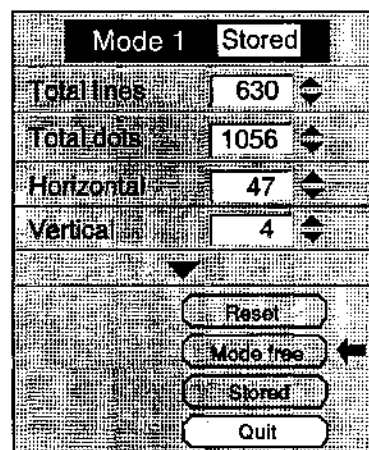 Mode 1 Stored
Total lines 630
Total dots 1056
Horizontal 47
Vertical 4
Reset
Mode free
Stored
Quit